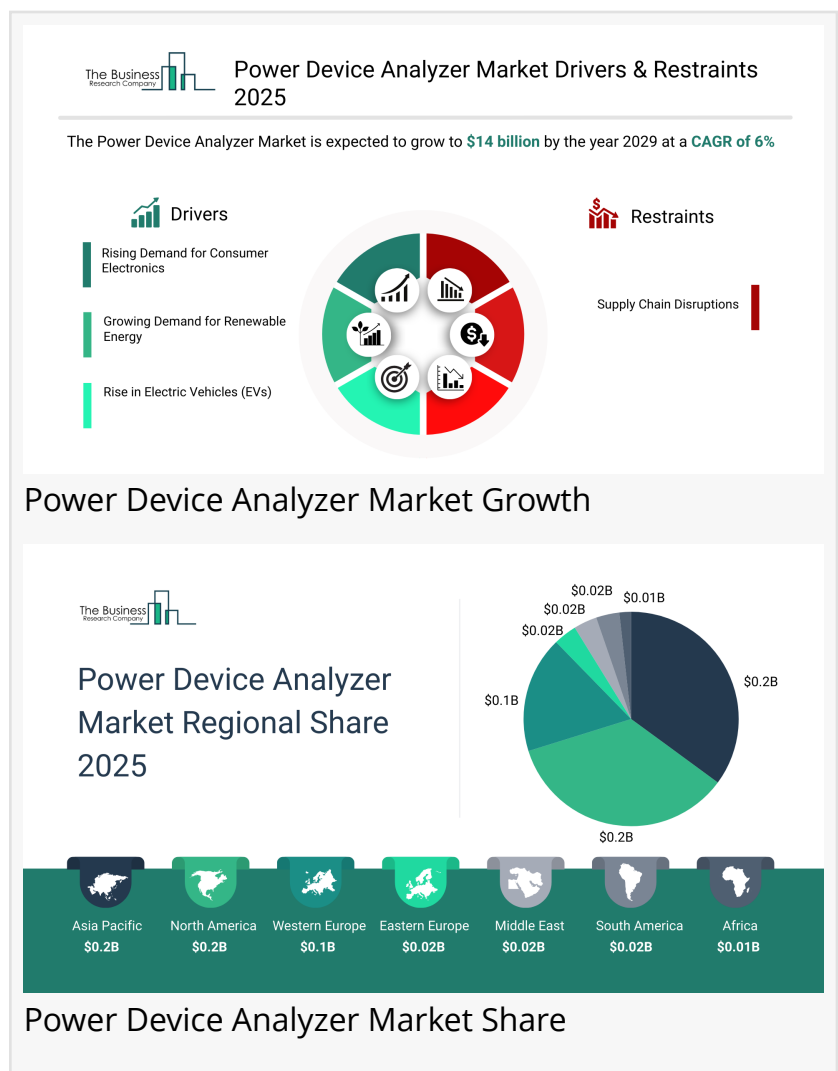 The Business
Research Company
Power Device Analyzer Market Drivers & Restraints
2025
The Power Device Analyzer Market is expected to grow to $14 billion by the year 2029 at a CAGR of 6%
Drivers
Rising Demand for Consumer
Electronics
Growing Demand for Renewable
Energy
Rise in Electric Vehicles (EVs)
$
$
Restraints
Supply Chain Disruptions
Power Device Analyzer Market Growth
The Business
Research Company
Power Device Analyzer
Market Regional Share
2025
$0.02B
$0.01B
$0.02B
$0.02B
$0.2B
$0.1B
$0.2B
Asia Pacific
$0.2B
North America
$0.2B
Western Europe
$0.1B
Eastern Europe
$0.02B
Middle East
$0.02B
South America
$0.02B
Africa
$0.01B
Power Device Analyzer Market Share